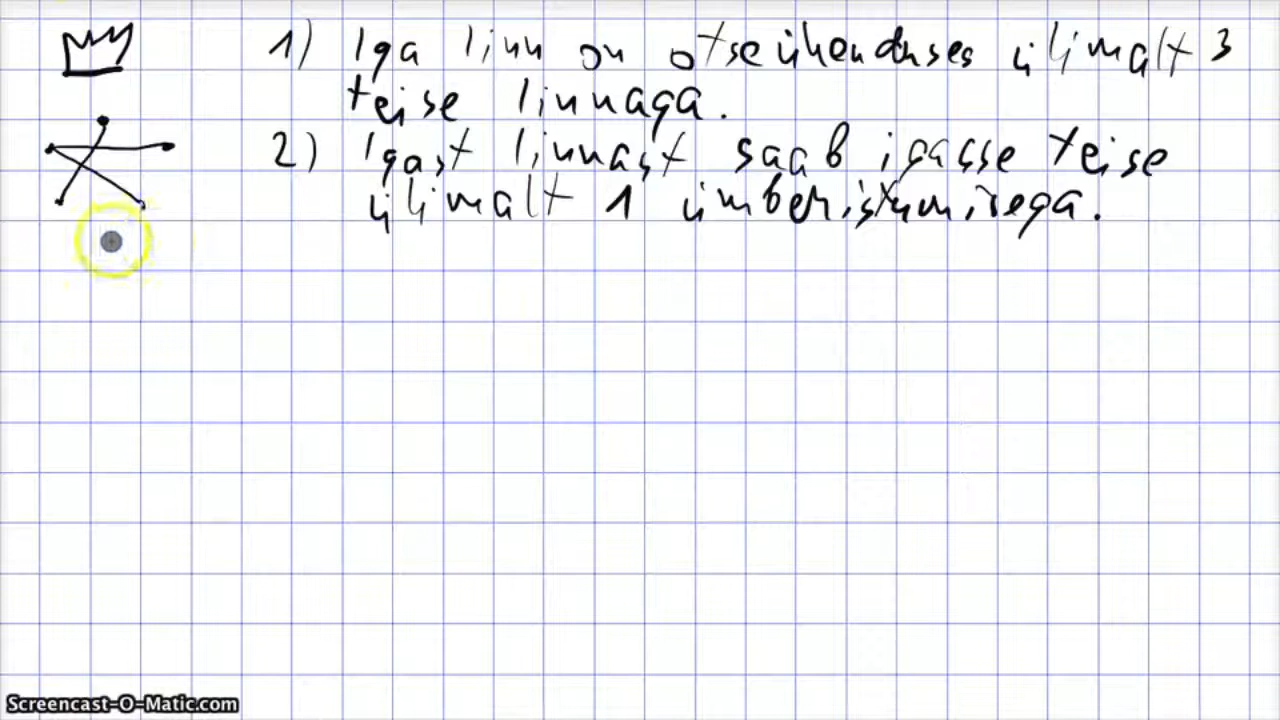 1) Iga linn on otseühenduses ülimalt 3
teise linnaga.
2) Igast linnast saab igasse teise
ülimalt 1 ümberistumisega.
Screencast-O-Matic.com